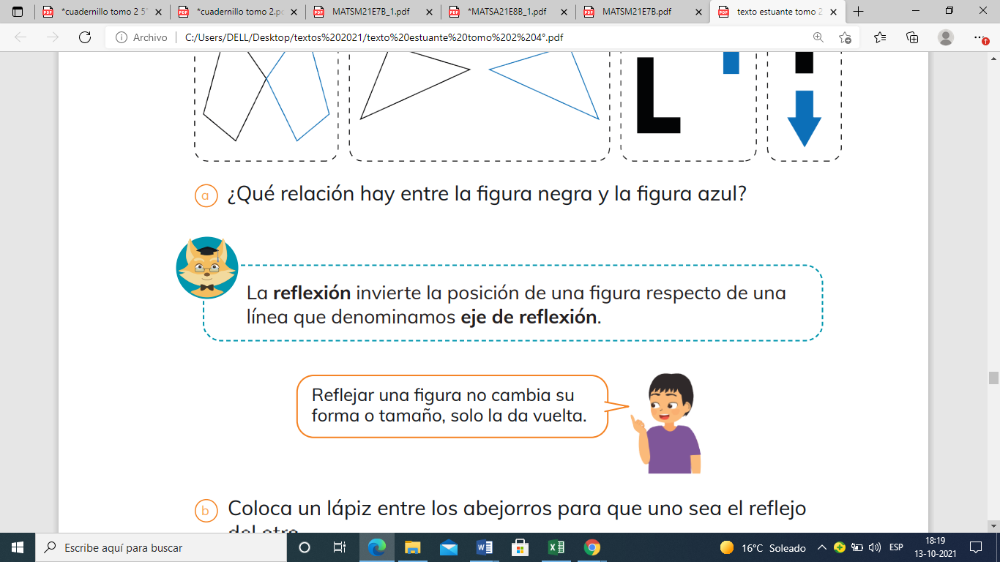 *cuadernillo tomo 2 5°
*cuadernillo tomo 2.pdf
MATSM21E7B_1.pdf
*MATSA21E8B_1.pdf
MATSM21E7B.pdf
texto estuante tomo 2
Archivo
C:/Users/DELL/Desktop/textos%202021/texto%20estuante%20tomo%202%204°.pdf
L
a ¿Qué relación hay entre la figura negra y la figura azul?
La reflexión invierte la posición de una figura respecto de una
línea que denominamos eje de reflexión.
Reflejar una figura no cambia su
forma o tamaño, solo la da vuelta.
b Coloca un lápiz entre los abejorros para que uno sea el reflejo
del otro
Escribe aquí para buscar
16°C Soleado
ESP
18:19
13-10-2021